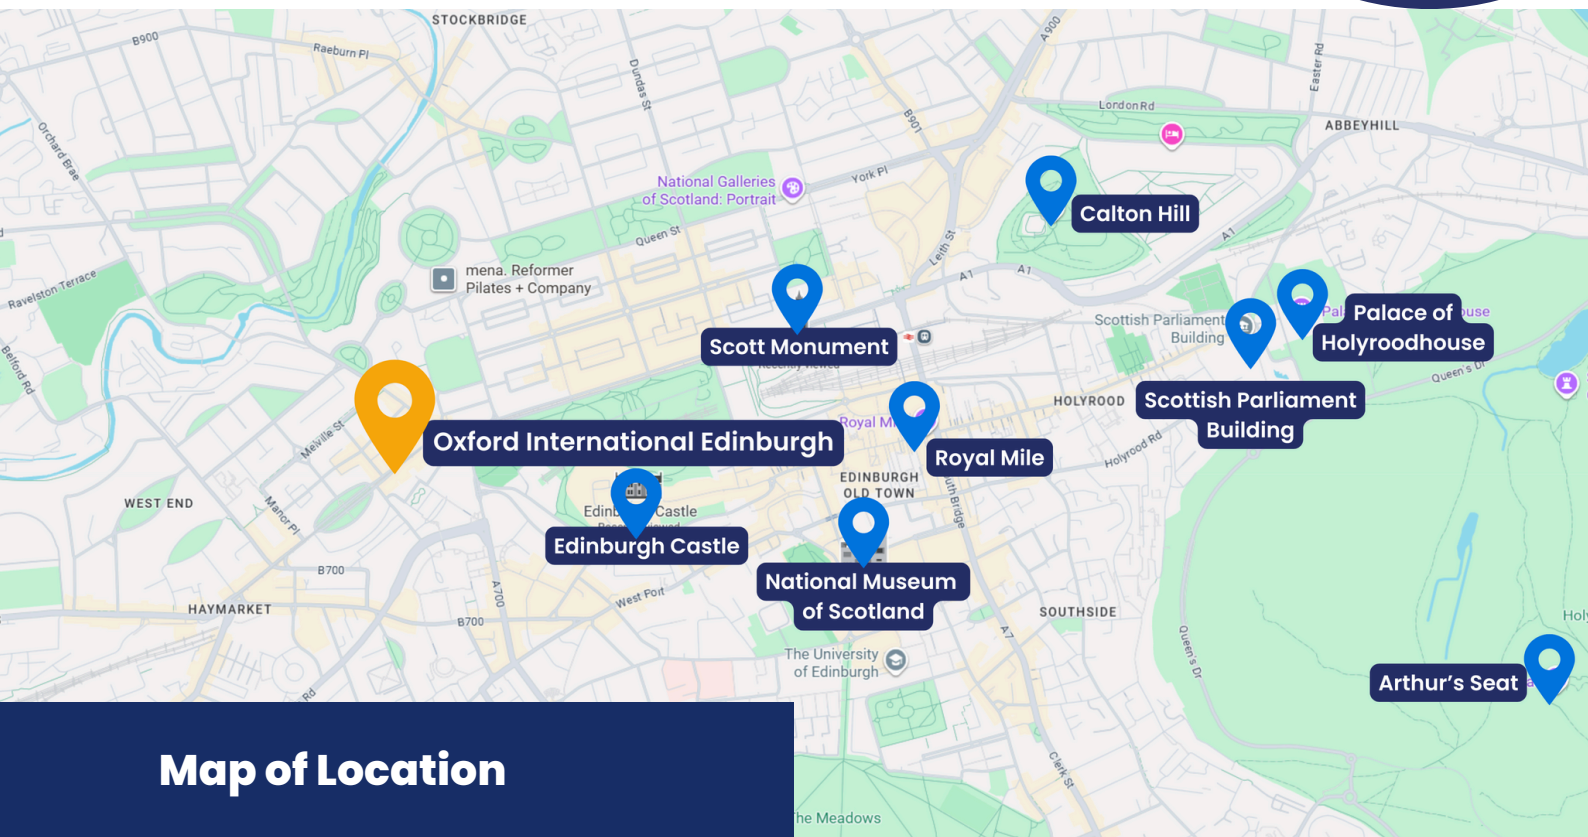 STOCKBRIDGE
B900
Raeburn Pl
Dundas St
A900
Easter Rd
Orchard Brae
B901
London Rd
ABBEYHILL
National Galleries
of Scotland: Portrait
York Pl
Calton Hill
Queen St
Leith St
A1
A1
A1
mena. Reformer
Pilates + Company
Ravelston Terrace
Belford Rd
Scott Monument
Scottish Parliament
Building
Palace of
Holyroodhouse
Queen's Dr
HOLYROOD
Scottish Parliament
Building
Melville St
Oxford International Edinburgh
Royal Mile
Holyrood Rd
EDINBURGH
OLD TOWN
WEST END
Manor Pl
Castle
Edinburgh Castle
National Museum
of Scotland
B700
A700
West Port
HAYMARKET
B700
SOUTHSIDE
A7
Queen's Dr
The University
of Edinburgh
Arthur's Seat
Rd
Clerk St
Map of Location
Meadows